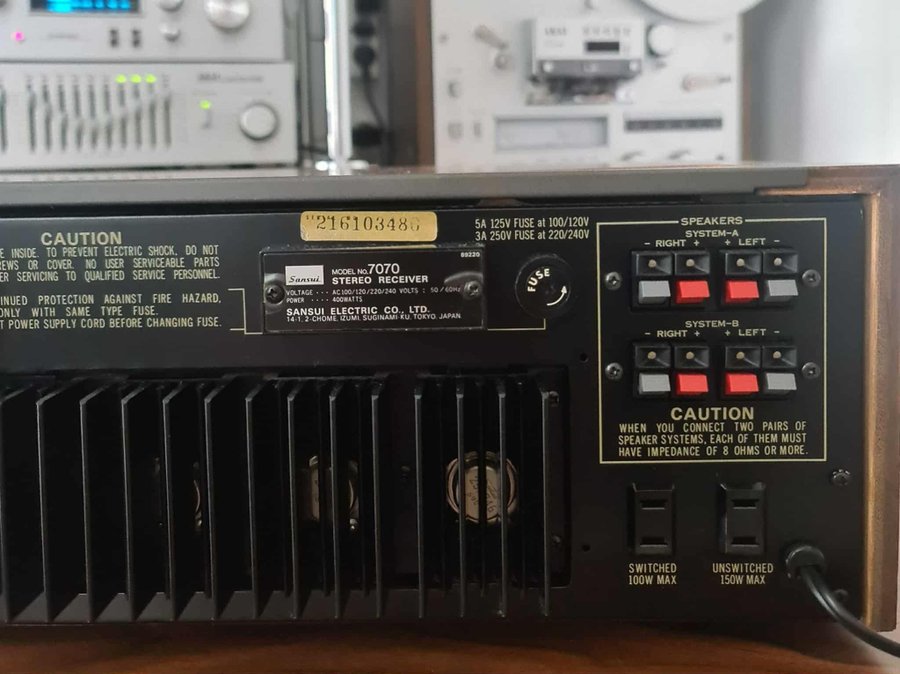 CAUTION
INSIDE. TO PREVENT ELECTRIC SHOCK, DO NOT
OR COVER. NO USER SERVICEABLE PARTS
SERVICING TO QUALIFIED SERVICE PERSONNEL.
PROTECTION AGAINST FIRE HAZARD,
ONLY WITH SAME TYPE FUSE.
POWER SUPPLY CORD BEFORE CHANGING FUSE.
216103486
5A 125V FUSE at 100/120V
3A 250V FUSE at 220/240V
89220
Sansui
MODEL No. 7070
STEREO RECEIVER
VOLTAGE ... AC100/120/220/240 VOLTS : 50/60Hz
POWER .... 400WATTS
SANSUI ELECTRIC CO., LTD.
14-1, 2-CHOME, IZUMI, SUGINAMI-KU, TOKYO, JAPAN
FUSE
SPEAKERS
SYSTEM-A
- RIGHT + + LEFT -
SYSTEM-B
- RIGHT + + LEFT -
CAUTION
WHEN YOU CONNECT TWO PAIRS OF
SPEAKER SYSTEMS, EACH OF THEM MUST
HAVE IMPEDANCE OF 8 OHMS OR MORE.
SWITCHED
100W MAX
UNSWITCHED
150W MAX